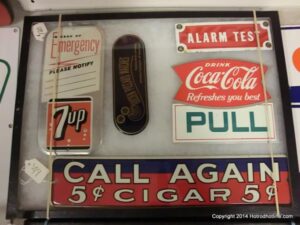 IN CASE OF
Emergency
PLEASE NOTIFY
7up
ALARM TEST
DRINK
Coca-Cola
Refreshes you best
PULL
CALL AGAIN
5¢ CIGAR 5¢
Copyright 2014 Hotrodhotline.com